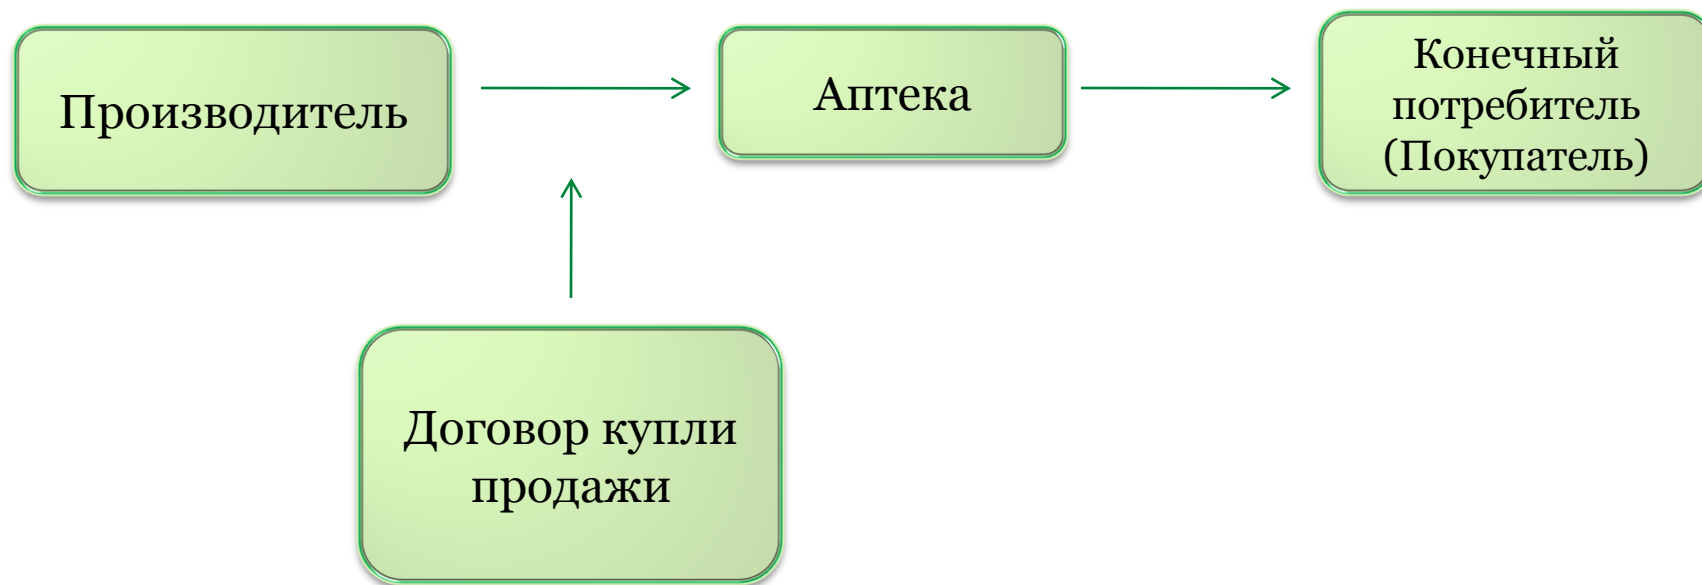 Производитель
Аптека
Конечный
потребитель
(Покупатель)
Договор купли
продажи